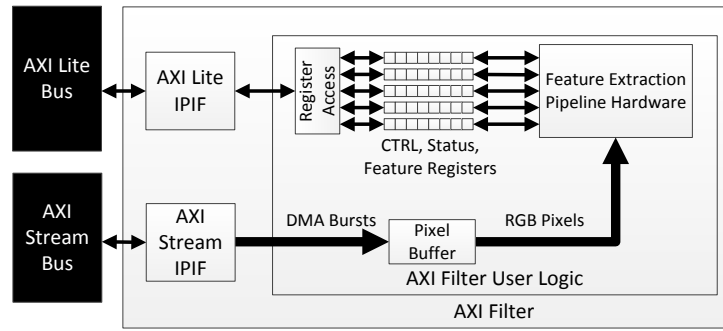 AXI Lite
Bus
AXI Lite
IPIF
Register
Access
CTRL, Status,
Feature Registers
Feature Extraction
Pipeline Hardware
AXI
Stream
Bus
AXI
Stream
IPIF
DMA Bursts
Pixel
Buffer
RGB Pixels
AXI Filter User Logic
AXI Filter